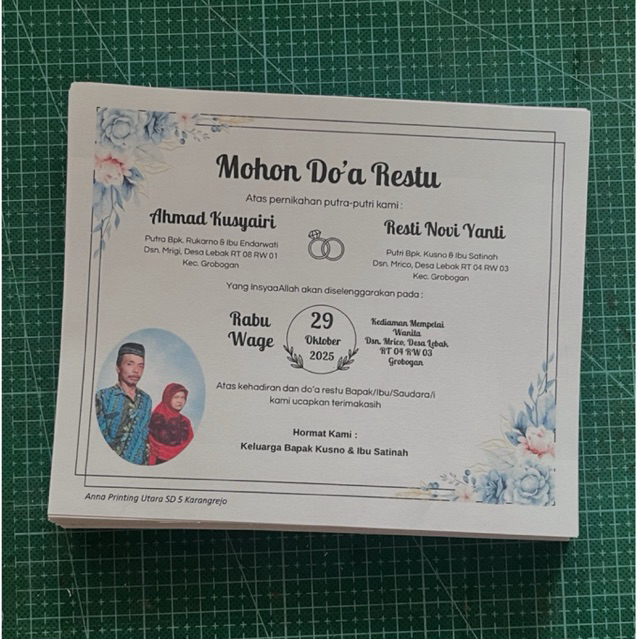 Mohon Do'a Restu
Atas pernikahan putra-putri kami :
Ahmad Kusyairi
Putra Bpk. Rukarno & Ibu Endarwati
Dsn. Mrigi, Desa Lebak RT 08 RW 01
Kec. Grobogan
Resti Novi Yanti
Putri Bpk. Kusno & Ibu Satinah
Dsn. Mrico, Desa Lebak RT 04 RW 03
Kec. Grobogan
Yang InsyaaAllah akan diselenggarakan pada :
Rabu
Wage
29
Oktober
2025
Kediaman Mempelai
Wanita
Dsn. Mrico, Desa Lebak
RT 04 RW 03
Grobogan
Atas kehadiran dan do'a restu Bapak/Ibu/Saudara/i
kami ucapkan terimakasih
Hormat Kami :
Keluarga Bapak Kusno & Ibu Satinah
Anna Printing Utara SD 5 Karangrejo